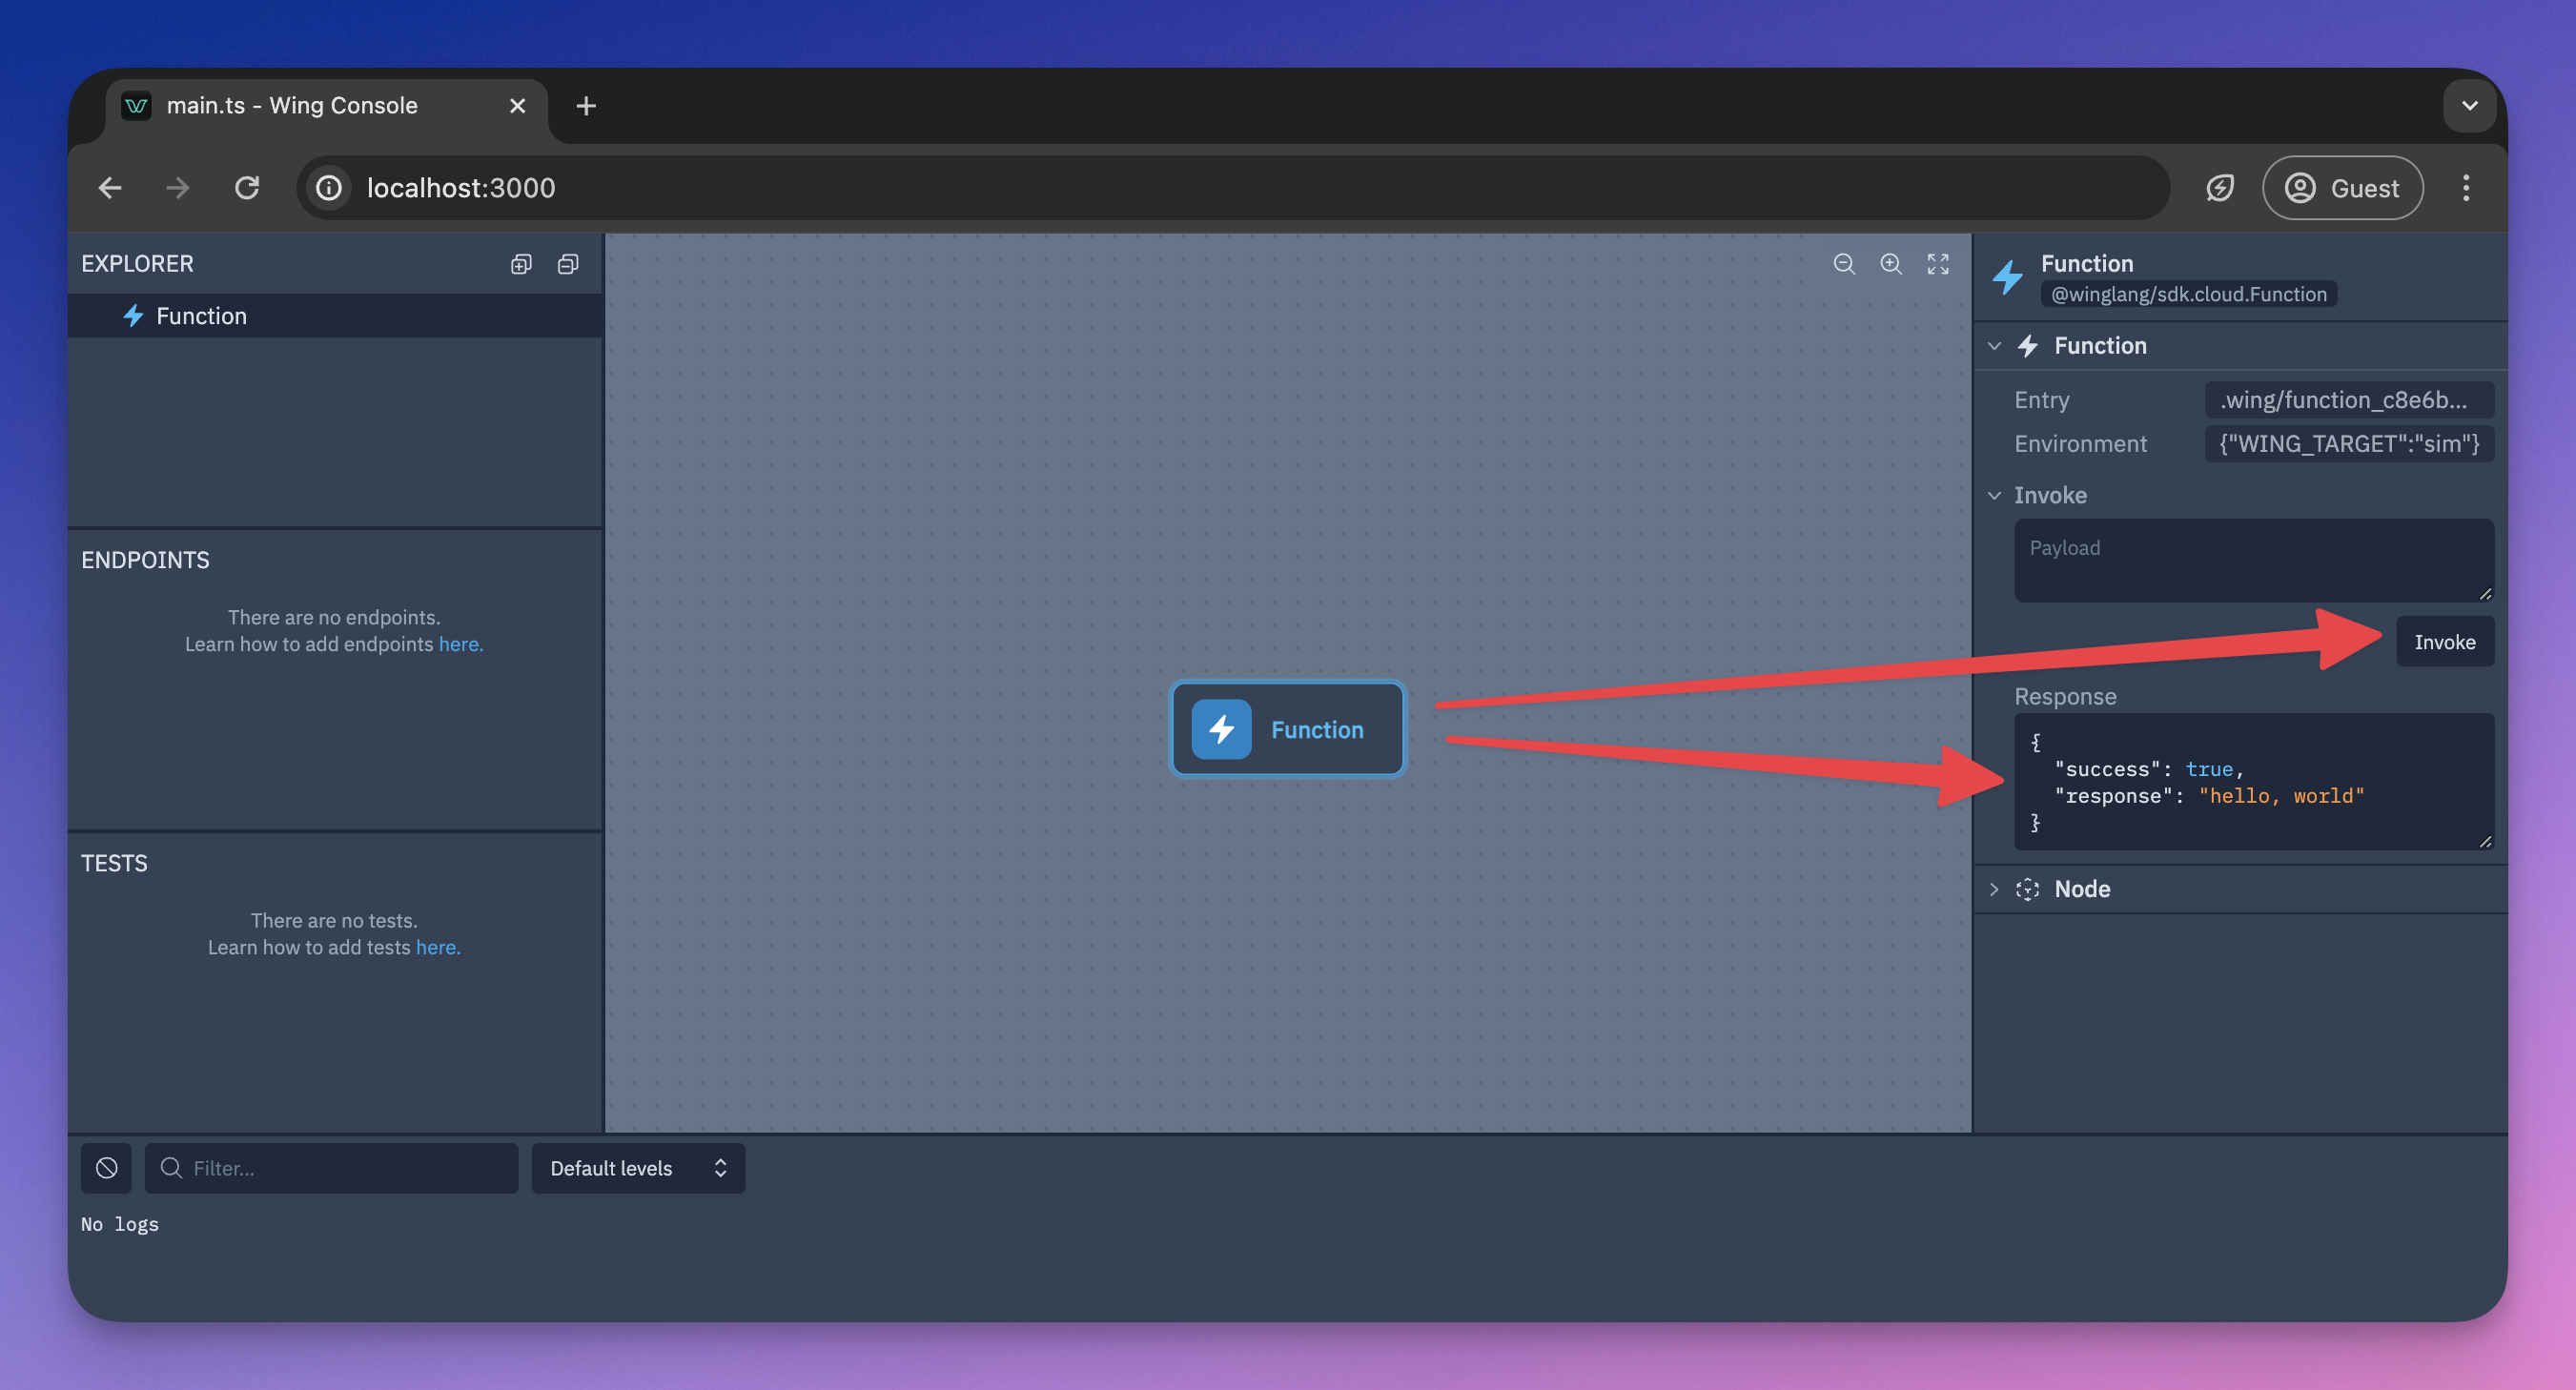 main.ts - Wing Console
localhost:3000
Guest
EXPLORER
Function
ENDPOINTS
There are no endpoints.
Learn how to add endpoints here.
TESTS
There are no tests.
Learn how to add tests here.
Function
Function
@winglang/sdk.cloud.Function
Function
Entry .wing/function_c8e6b...
Environment {"WING_TARGET":"sim"}
Invoke
Payload
Invoke
Response
{
"success": true,
"response": "hello, world"
}
Node
Filter...
Default levels
No logs